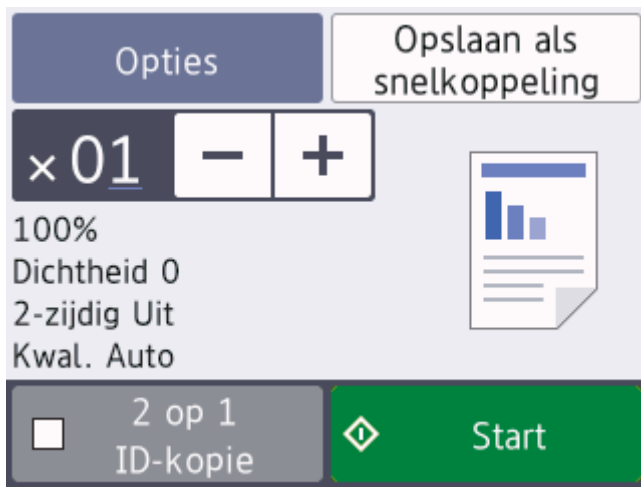 Opties
Opslaan als
snelkoppeling
× 01 − +
100%
Dichtheid 0
2-zijdig Uit
Kwal. Auto
2 op 1
ID-kopie
Start